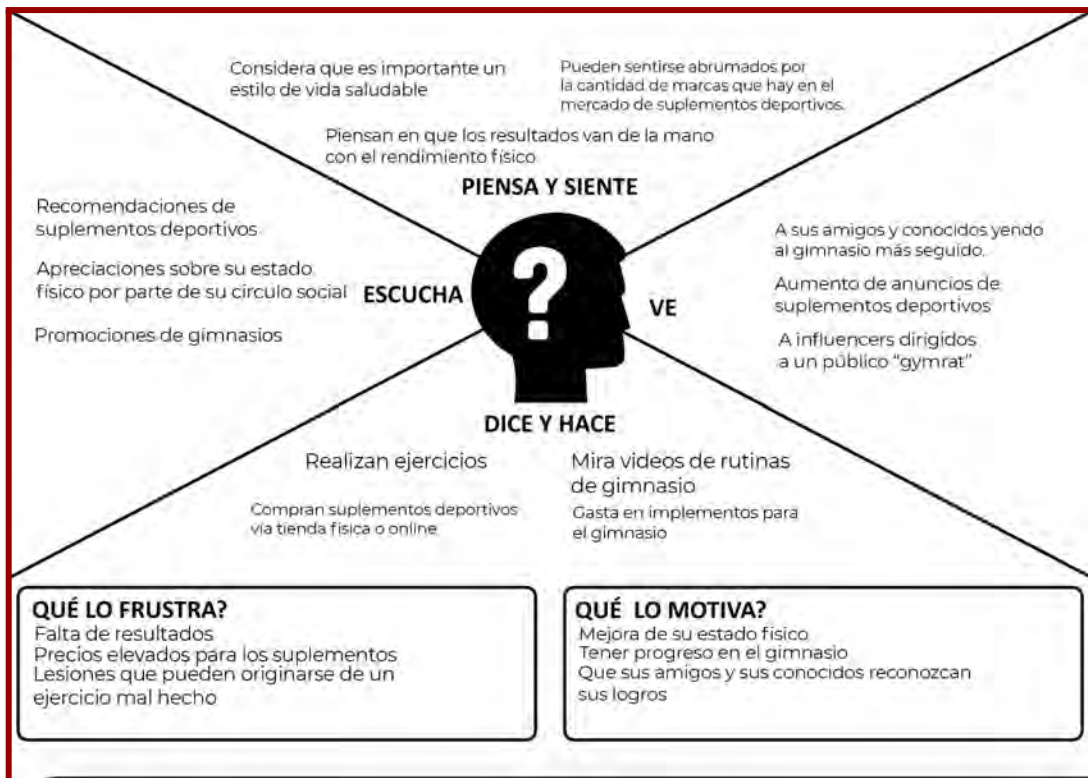 Considera que es importante un
estilo de vida saludable
Pueden sentirse abrumados por
la cantidad de marcas que hay en el
mercado de suplementos deportivos.
Piensan en que los resultados van de la mano
con el rendimiento físico
PIENSA Y SIENTE
Recomendaciones de
suplementos deportivos
Apreciaciones sobre su estado
físico por parte de su circulo social
Promociones de gimnasios
ESCUCHA
?
VE
A sus amigos y conocidos yendo
al gimnasio más seguido.
Aumento de anuncios de
suplementos deportivos
A influencers dirigidos
a un público “gymrat”
DICE Y HACE
Realizan ejercicios
Compran suplementos deportivos
vía tienda física o online
Mira videos de rutinas
de gimnasio
Gasta en implementos para
el gimnasio
QUÉ LO FRUSTRA?
Falta de resultados
Precios elevados para los suplementos
Lesiones que pueden originarse de un
ejercicio mal hecho
QUÉ LO MOTIVA?
Mejora de su estado físico
Tener progreso en el gimnasio
Que sus amigos y sus conocidos reconozcan
sus logros